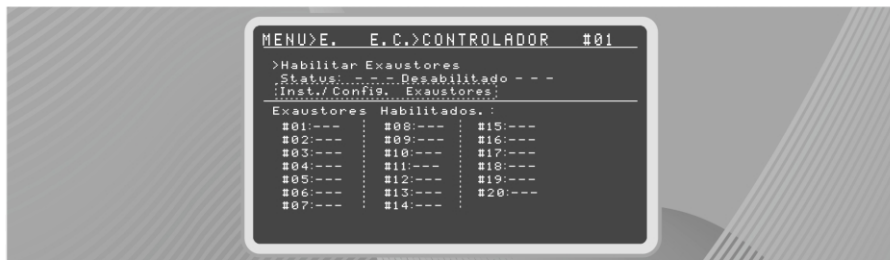 MENU>E. E.C.>CONTROLADOR #01
>Habilitar Exaustores
Status: - - - Desabilitado - - -
Inst./Config. Exaustores
Exaustores Habilitados.:
#01:--- #08:--- #15:---
#02:--- #09:--- #16:---
#03:--- #10:--- #17:---
#04:--- #11:--- #18:---
#05:--- #12:--- #19:---
#06:--- #13:--- #20:---
#07:--- #14:---